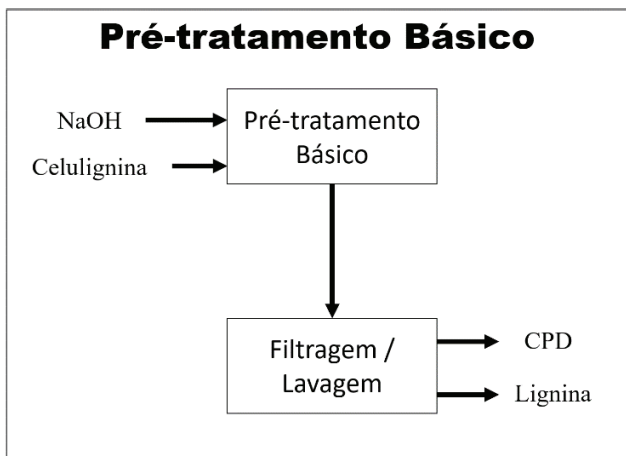 Pré-tratamento Básico
NaOH
Celulignina
Pré-tratamento
Básico
Filtragem /
Lavagem
CPD
Lignina